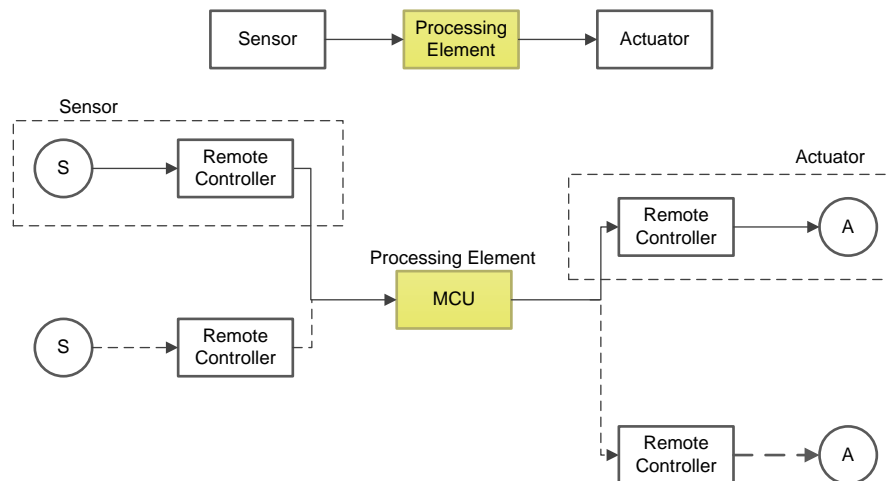 Sensor
Processing
Element
Actuator
Sensor
S
Remote
Controller
Actuator
Remote
Controller
A
Processing Element
MCU
S
Remote
Controller
Remote
Controller
A